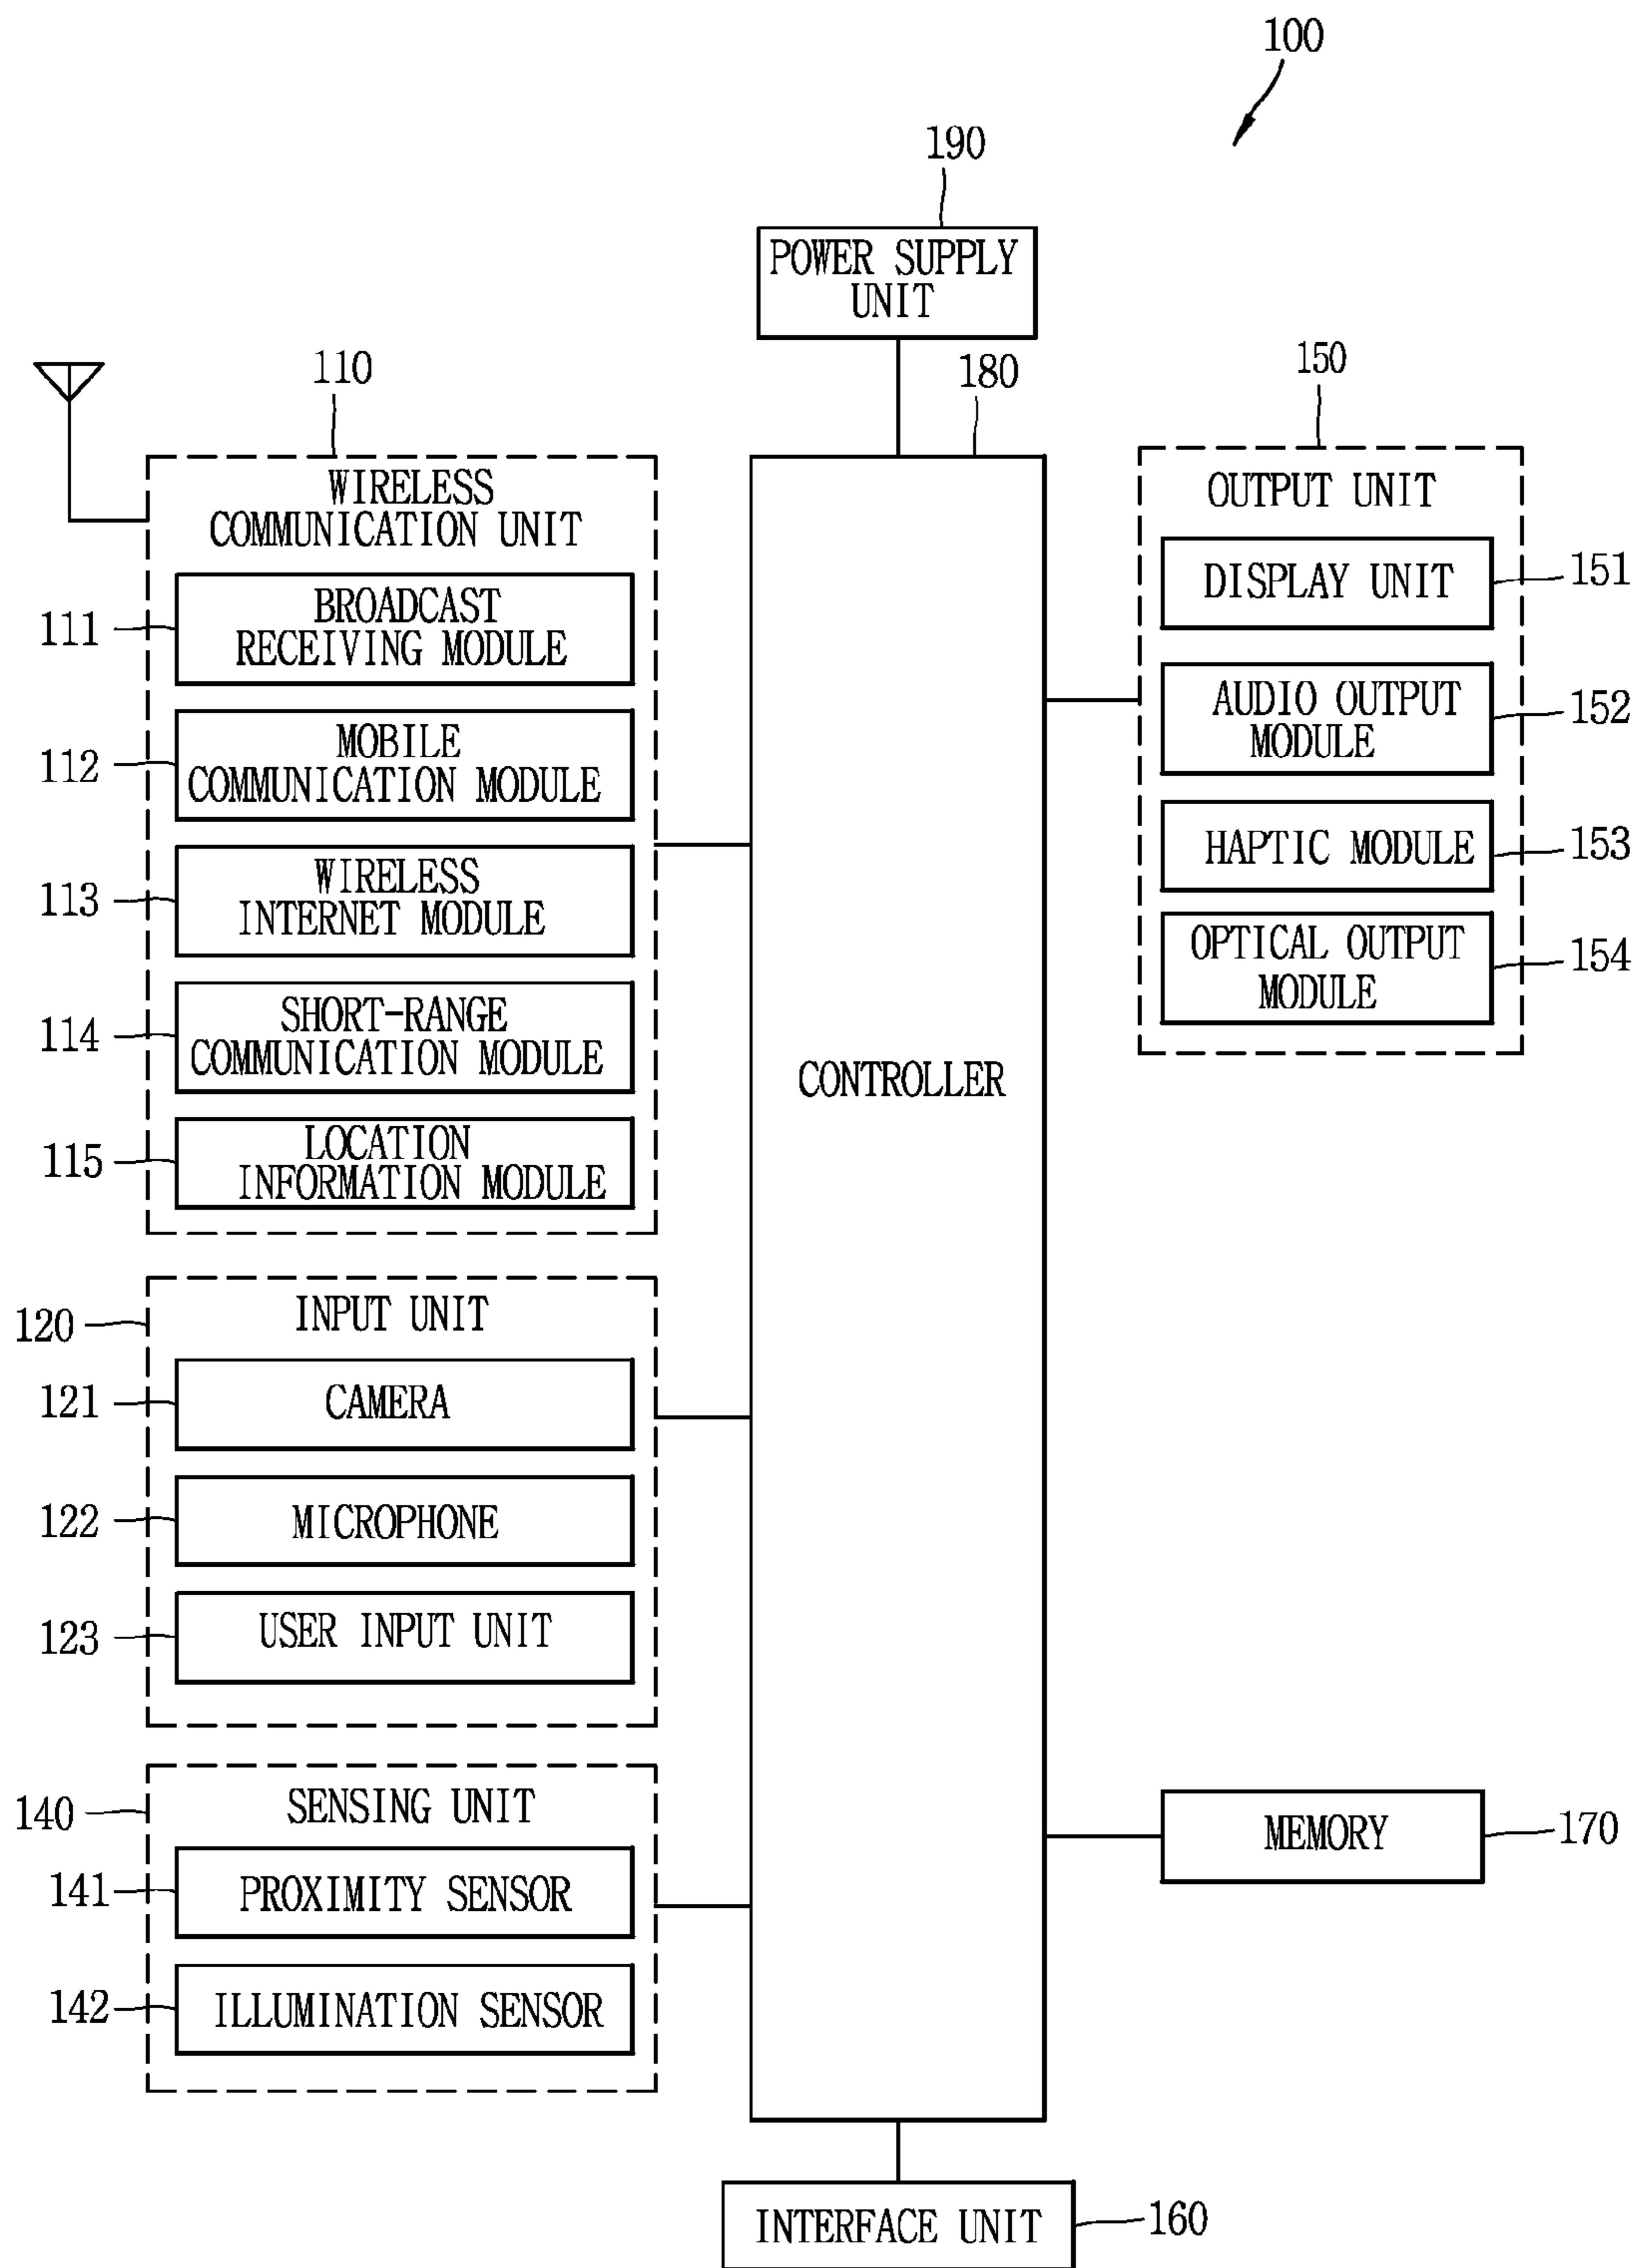 100
190
POWER SUPPLY
UNIT
110
180
150
WIRELESS
COMMUNICATION UNIT
111
BROADCAST
RECEIVING MODULE
112
MOBILE
COMMUNICATION MODULE
113
WIRELESS
INTERNET MODULE
114
SHORT-RANGE
COMMUNICATION MODULE
115
LOCATION
INFORMATION MODULE
120
INPUT UNIT
121
CAMERA
122
MICROPHONE
123
USER INPUT UNIT
140
SENSING UNIT
141
PROXIMITY SENSOR
142
ILLUMINATION SENSOR
CONTROLLER
OUTPUT UNIT
DISPLAY UNIT
151
AUDIO OUTPUT
MODULE
152
HAPTIC MODULE
153
OPTICAL OUTPUT
MODULE
154
MEMORY
170
INTERFACE UNIT
160